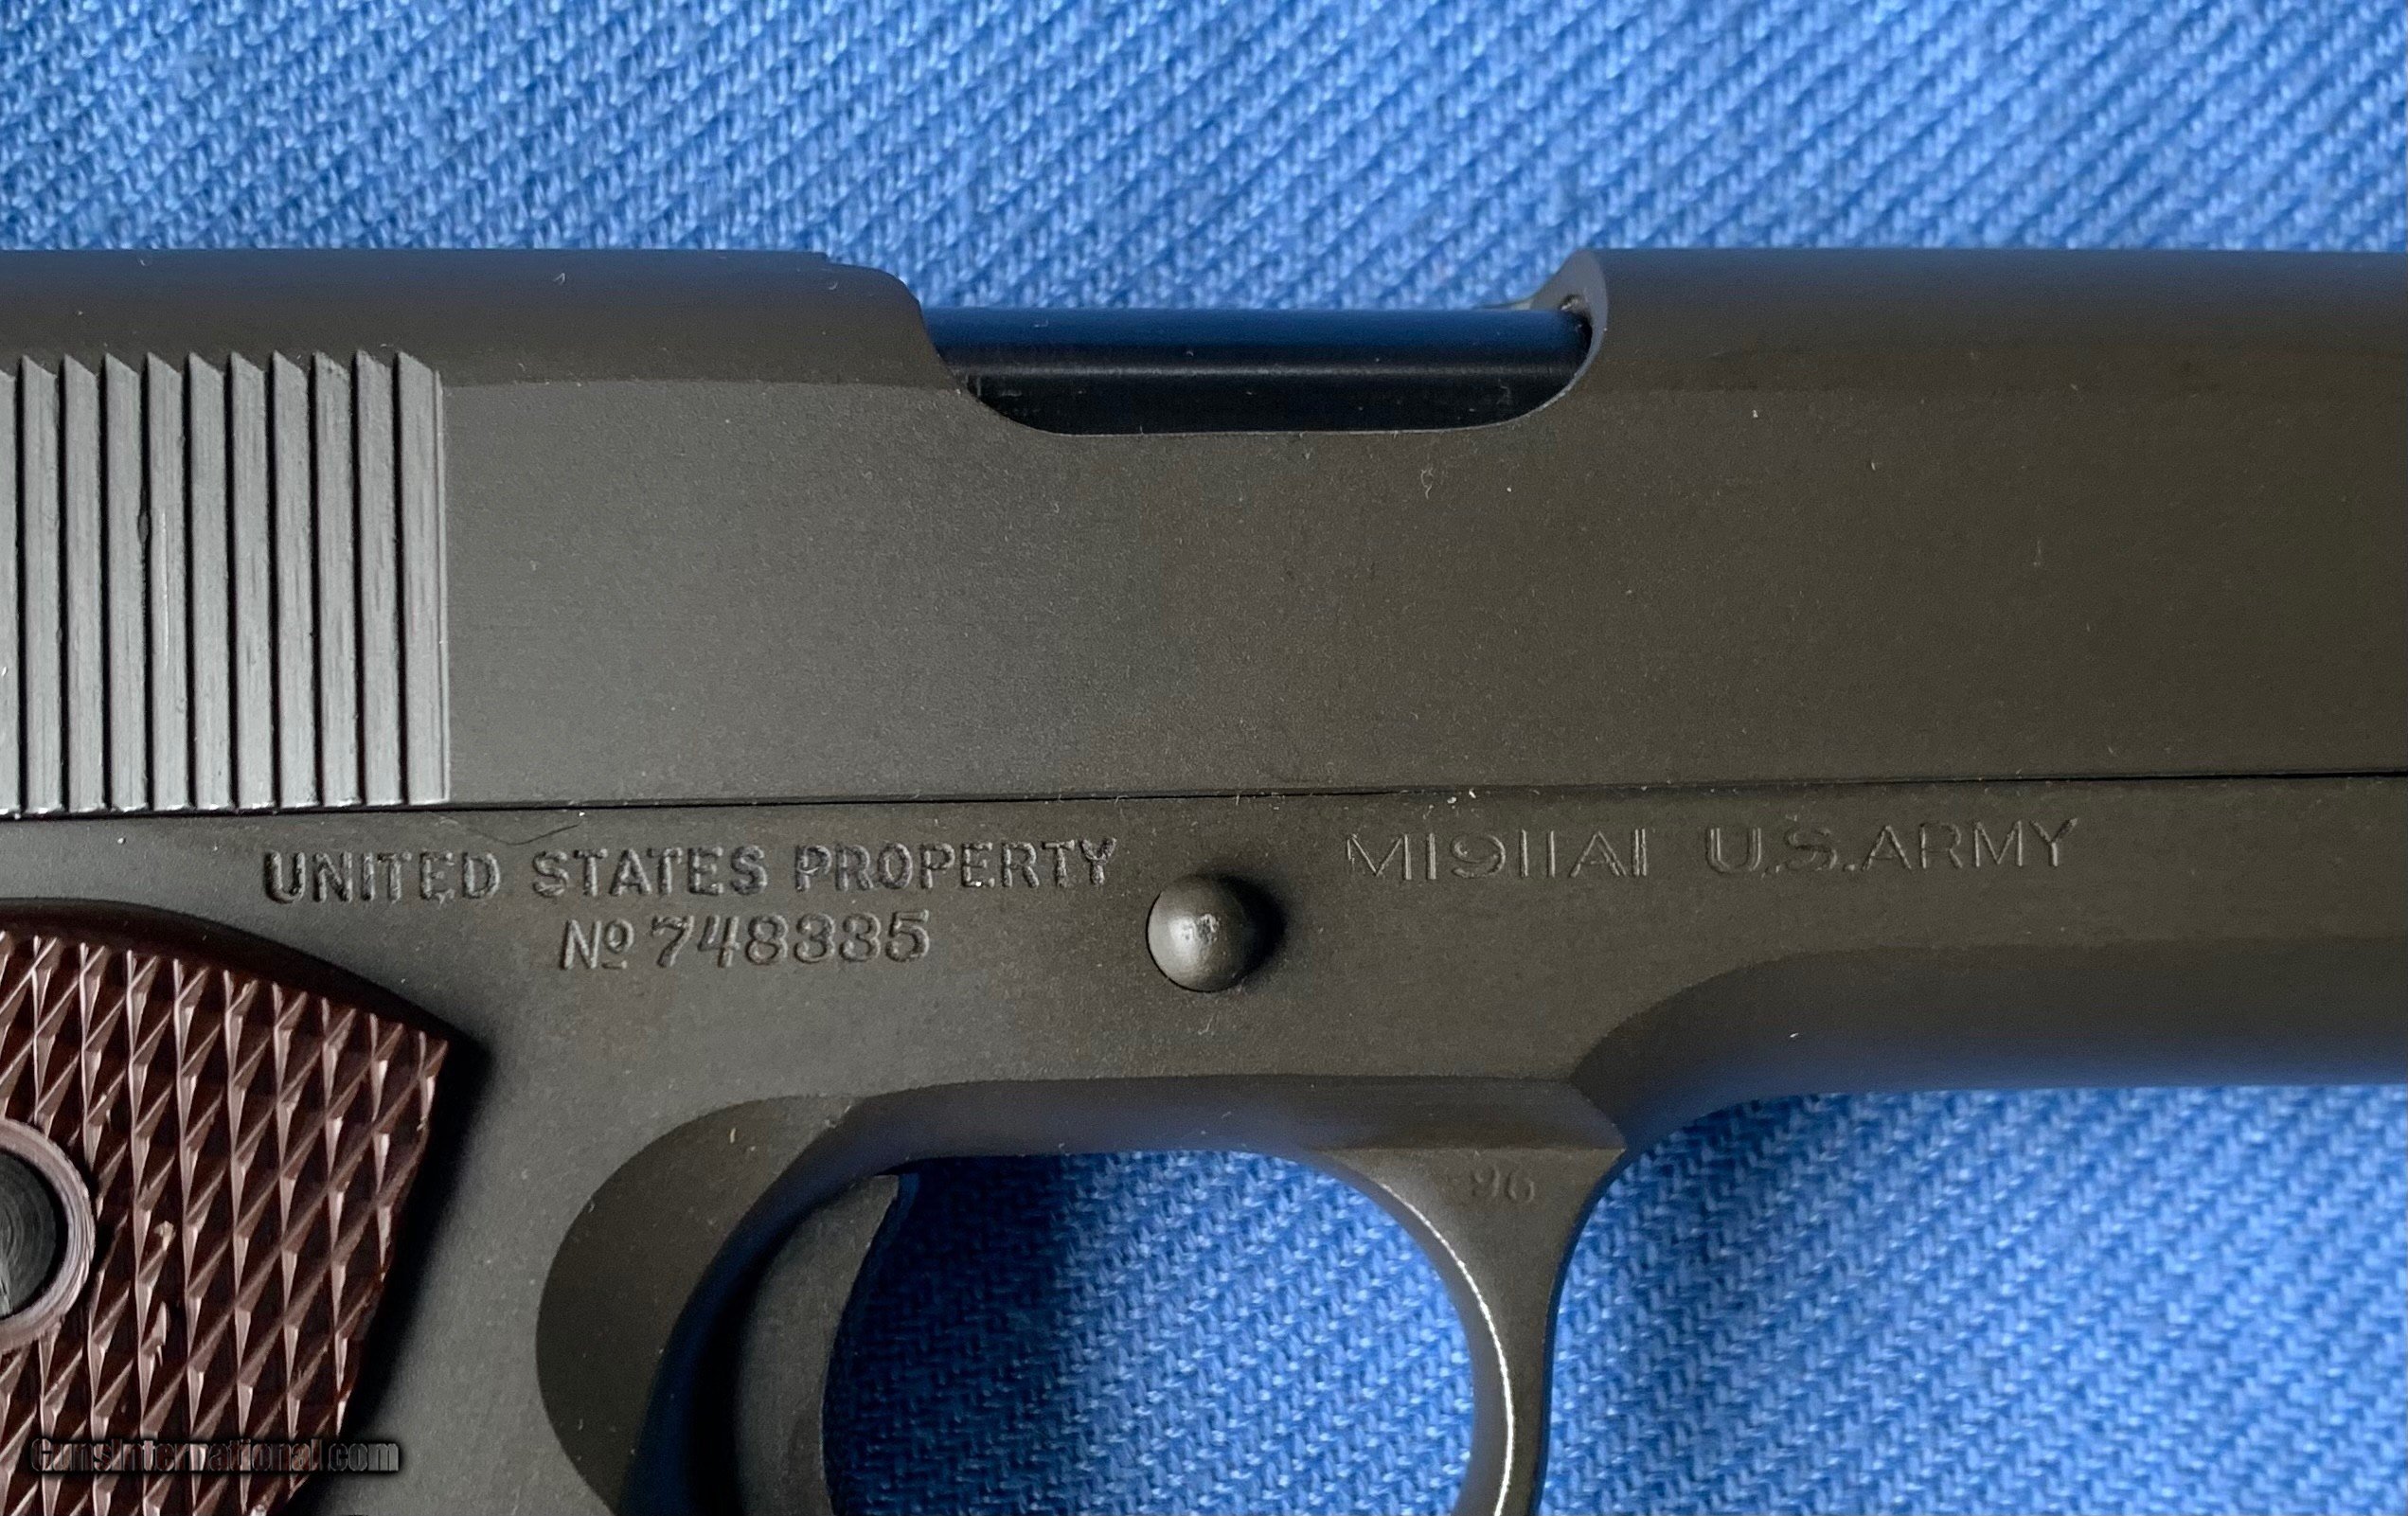 UNITED STATES PROPERTY
Nº 748335
M1911A1 U.S.ARMY
96
GunsInternational.com